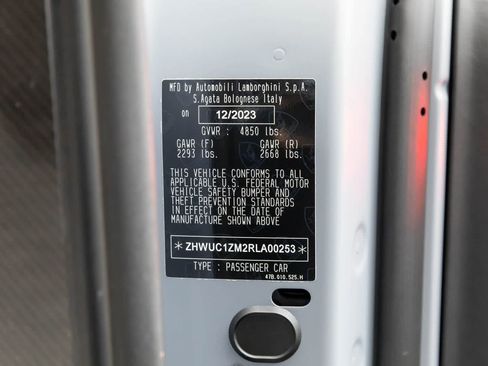 MFD by Automobili Lamborghini S.p.A.
S.Agata Bolognese Italy
on 12/2023
GVWR : 4850 lbs.
GAWR (F) GAWR (R)
2293 lbs. 2668 lbs.
THIS VEHICLE CONFORMS TO ALL
APPLICABLE U.S. FEDERAL MOTOR
VEHICLE SAFETY BUMPER AND
THEFT PREVENTION STANDARDS
IN EFFECT ON THE DATE OF
MANUFACTURE SHOWN ABOVE
*ZHWUC1ZM2RLA00253*
TYPE : PASSENGER CAR
47B.010.525.H